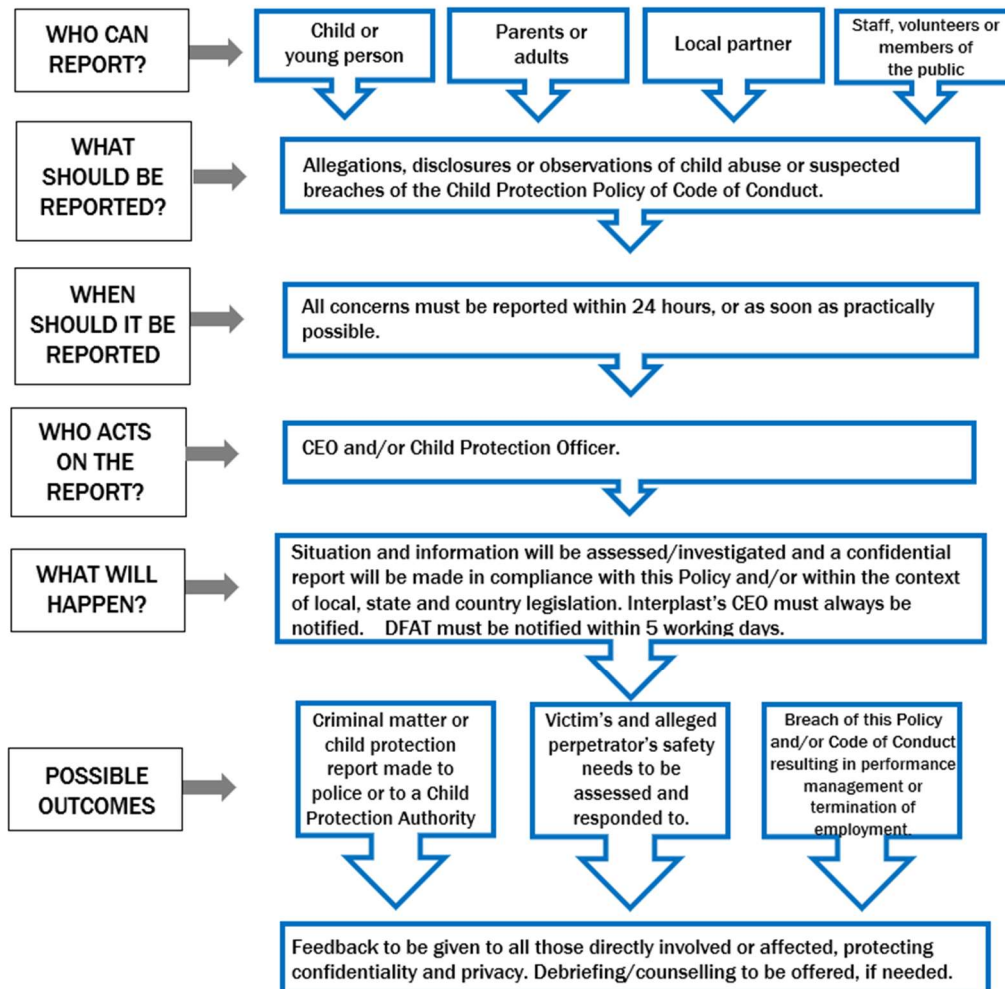 WHO CAN
REPORT?
Child or
young person
Parents or
adults
Local partner
Staff, volunteers or
members of
the public
WHAT
SHOULD BE
REPORTED?
Allegations, disclosures or observations of child abuse or suspected
breaches of the Child Protection Policy of Code of Conduct.
WHEN
SHOULD IT BE
REPORTED
All concerns must be reported within 24 hours, or as soon as practically
possible.
WHO ACTS
ON THE
REPORT?
CEO and/or Child Protection Officer.
WHAT WILL
HAPPEN?
Situation and information will be assessed/investigated and a confidential
report will be made in compliance with this Policy and/or within the context
of local, state and country legislation. Interplast's CEO must always be
notified. DFAT must be notified within 5 working days.
POSSIBLE
OUTCOMES
Criminal matter or
child protection
report made to
police or to a Child
Protection Authority
Victim's and alleged
perpetrator's safety
needs to be
assessed and
responded to.
Breach of this Policy
and/or Code of Conduct
resulting in performance
management or
termination of
employment.
Feedback to be given to all those directly involved or affected, protecting
confidentiality and privacy. Debriefing/counselling to be offered, if needed.